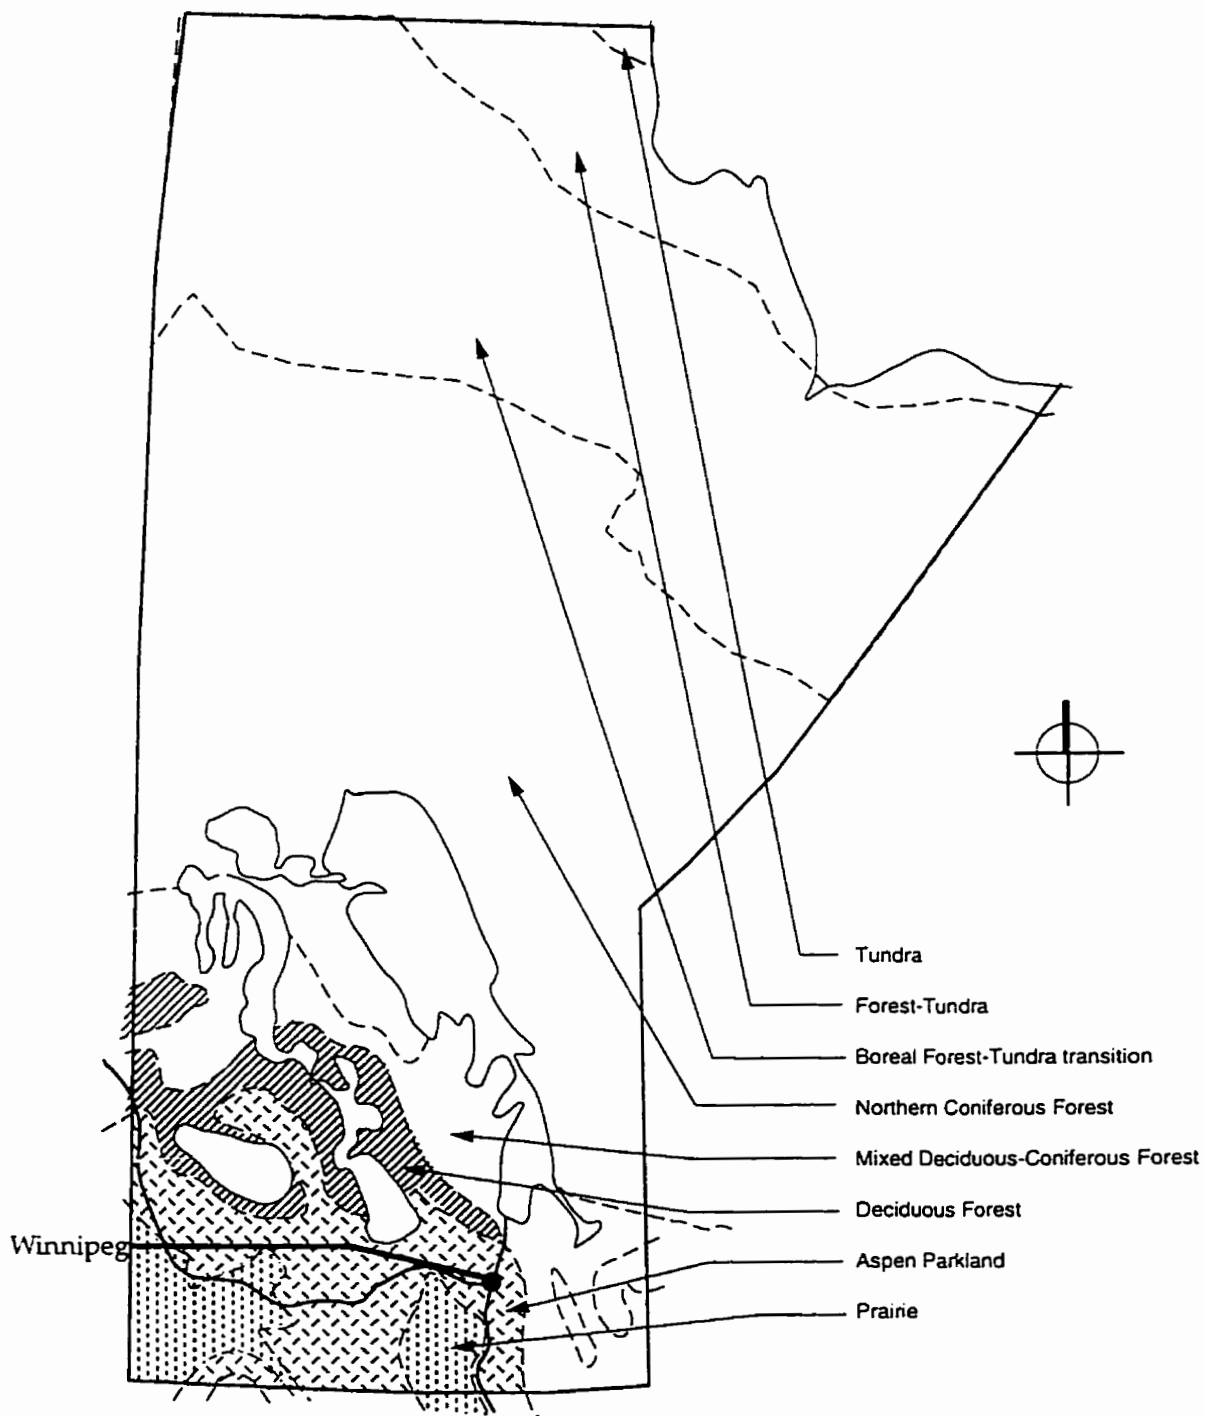 Tundra
Forest-Tundra
Boreal Forest-Tundra transition
Northern Coniferous Forest
Mixed Deciduous-Coniferous Forest
Deciduous Forest
Winnipeg
Aspen Parkland
Prairie